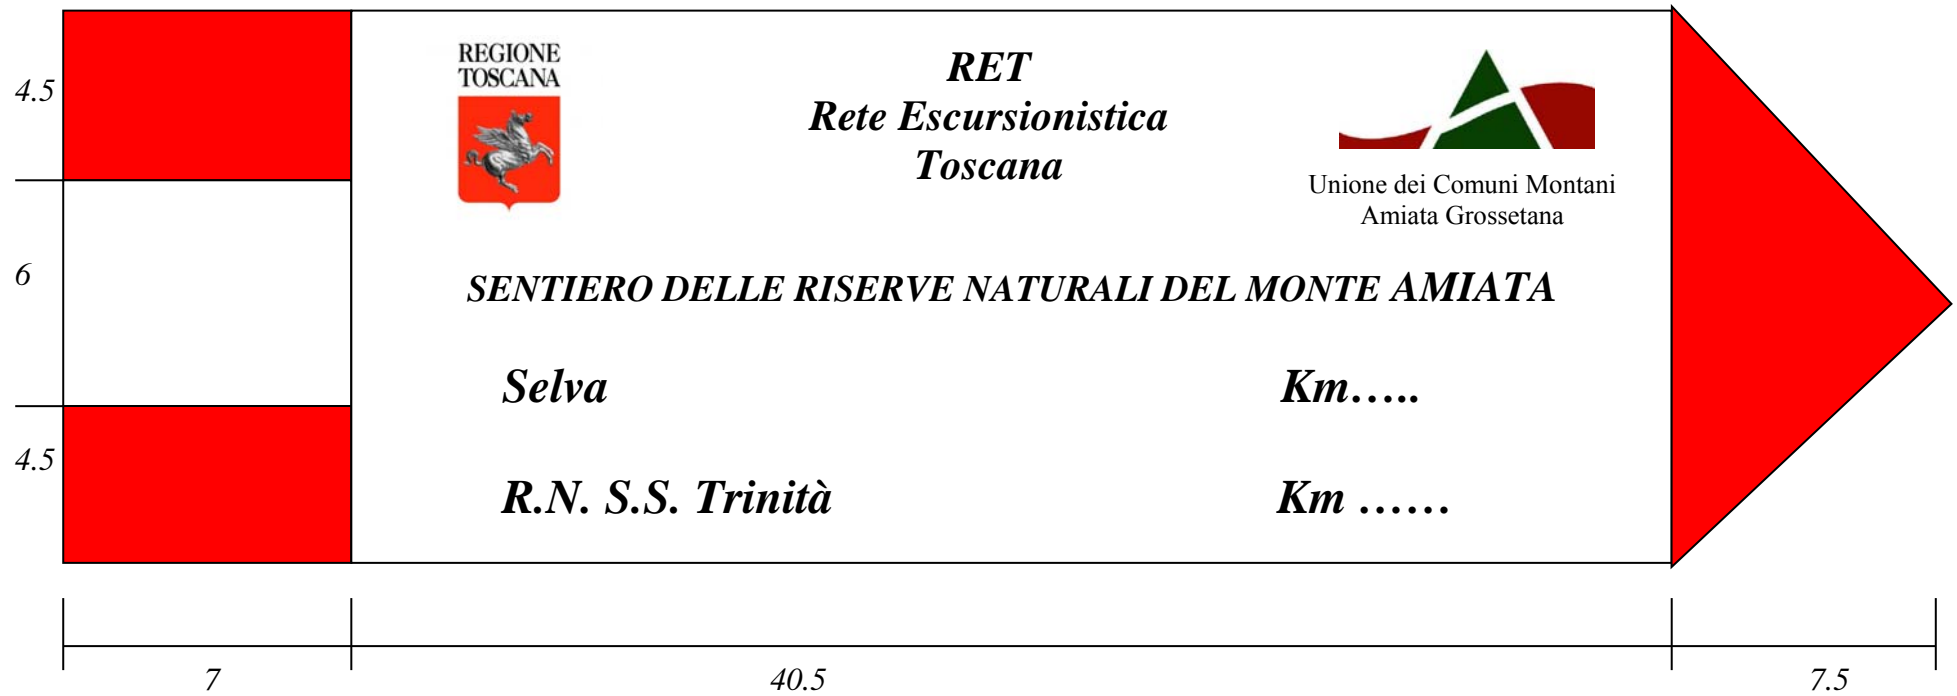 REGIONE
TOSCANA
RET
Rete Escursionistica
Toscana
Unione dei Comuni Montani
Amiata Grossetana
4.5
6
4.5
SENTIERO DELLE RISERVE NATURALI DEL MONTE AMIATA
Selva Km…..
R.N. S.S. Trinità Km ……
7 40.5 7.5